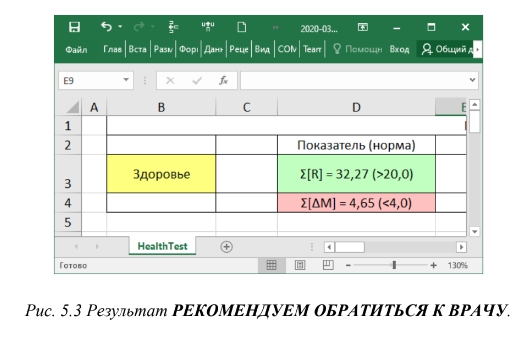 2020-03...
Файл Глав Вста Разм Фор Данн Реце Вид COM Team Помощн Вход Общий д
E9 fx
A B C D E
1
2 Показатель (норма)
3 Здоровье Σ[R] = 32,27 (>20,0)
4 Σ[ΔM] = 4,65 (<4,0)
5
HealthTest
Готово 130%
Рис. 5.3 Результат РЕКОМЕНДУЕМ ОБРАТИТЬСЯ К ВРАЧУ.